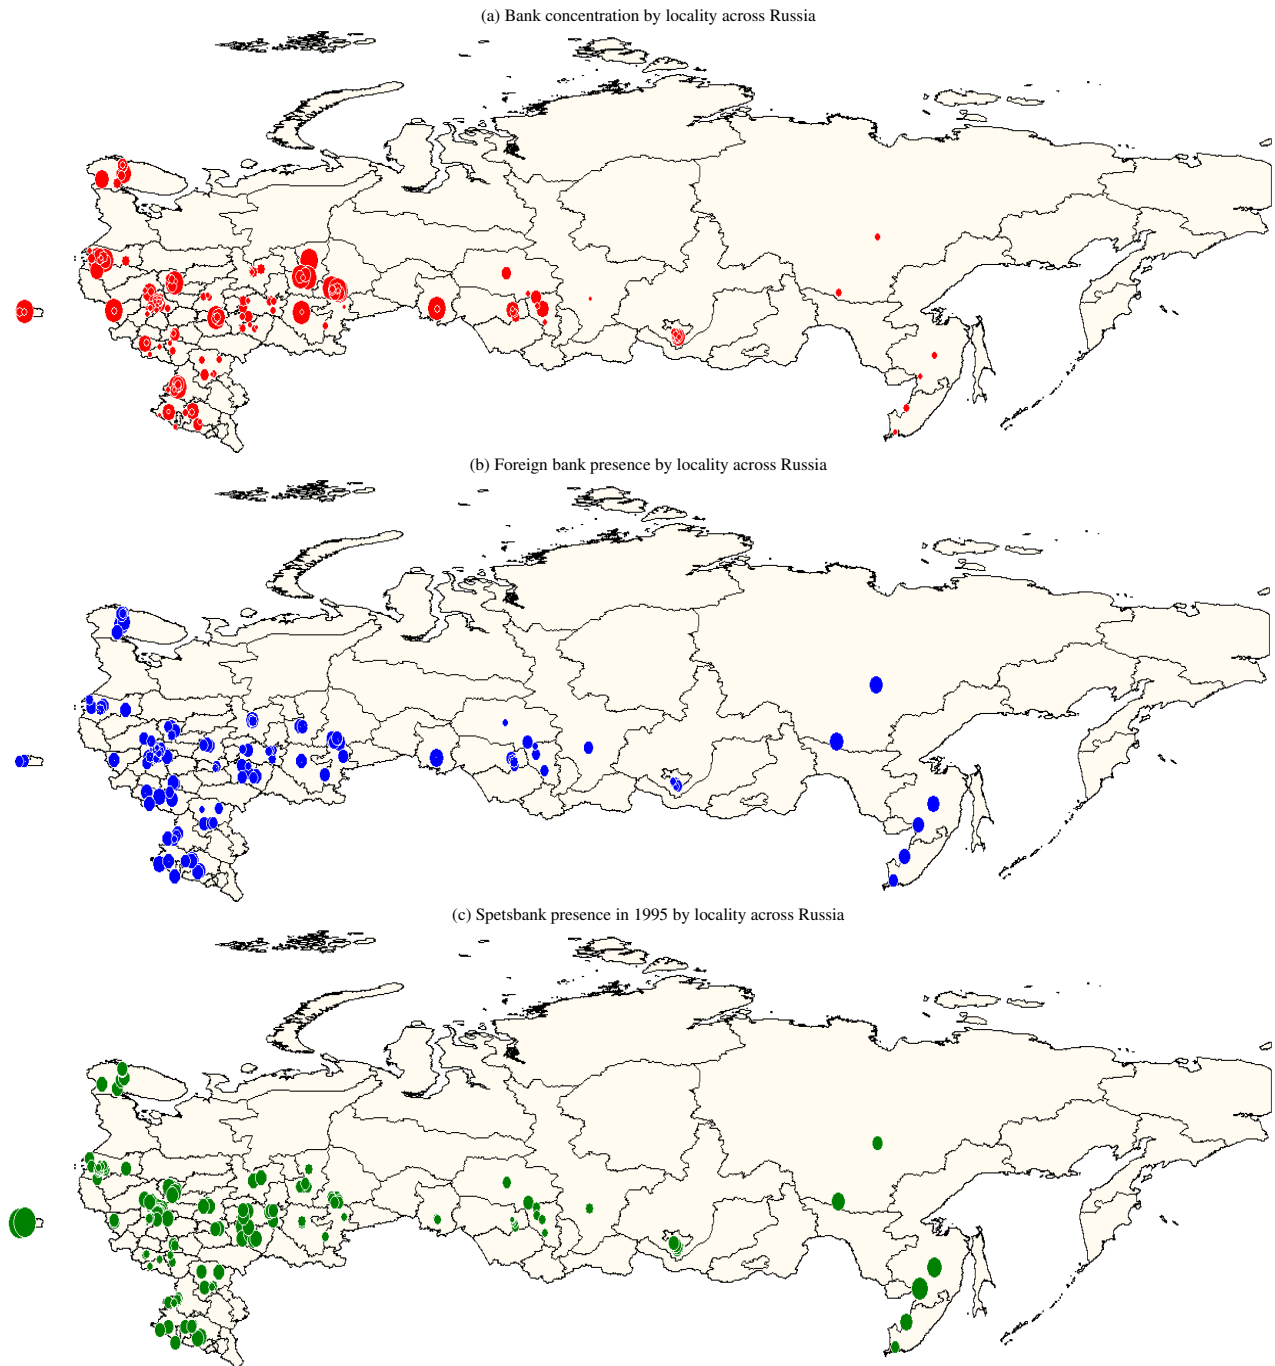 (a) Bank concentration by locality across Russia
(b) Foreign bank presence by locality across Russia
(c) Spetsbank presence in 1995 by locality across Russia